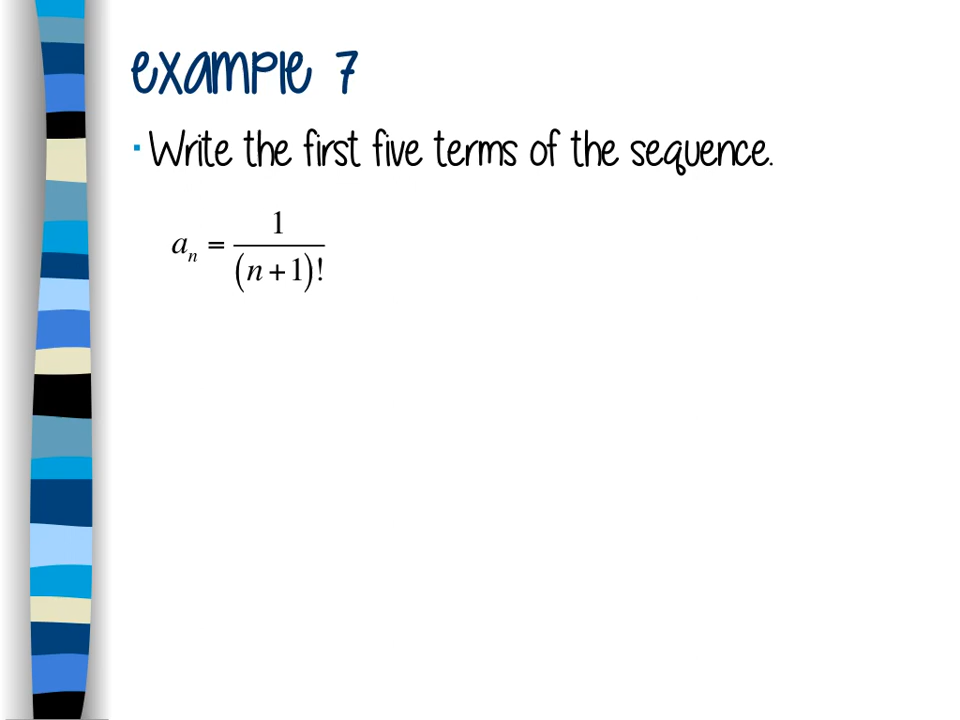 example 7
▪ Write the first five terms of the sequence.
aₙ = 1/(n+1)!